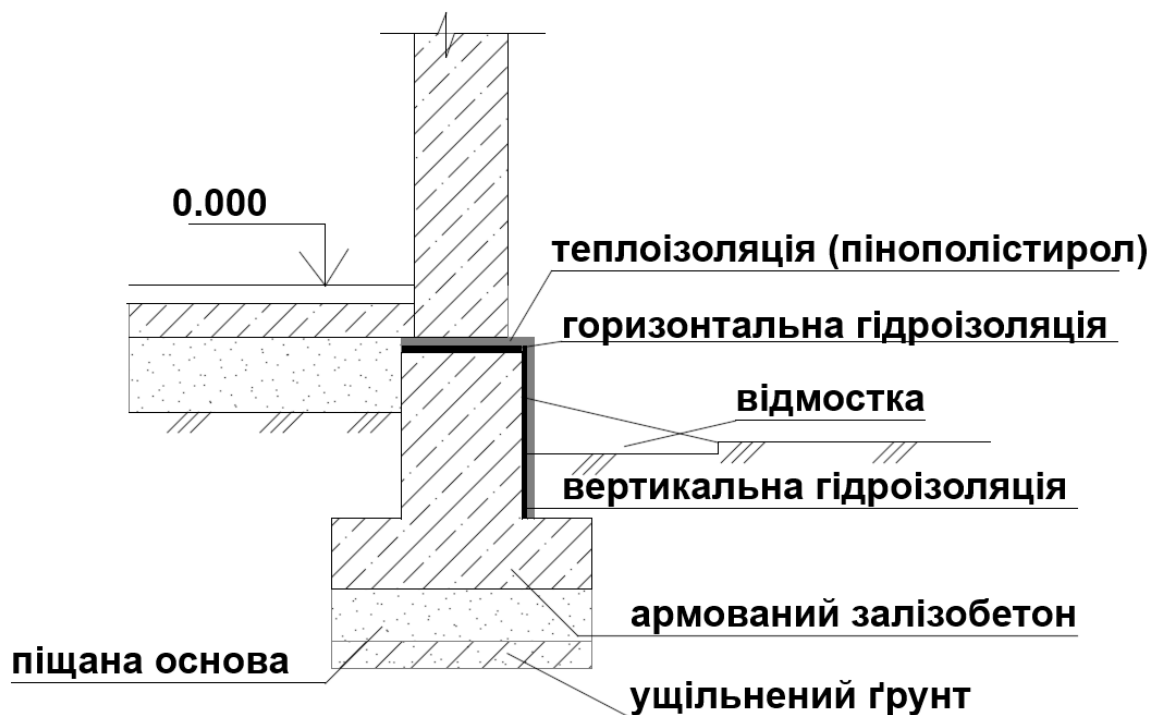 0.000
теплоізоляція (пінополістирол)
горизонтальна гідроізоляція
відмостка
вертикальна гідроізоляція
армований залізобетон
піщана основа
ущільнений ґрунт